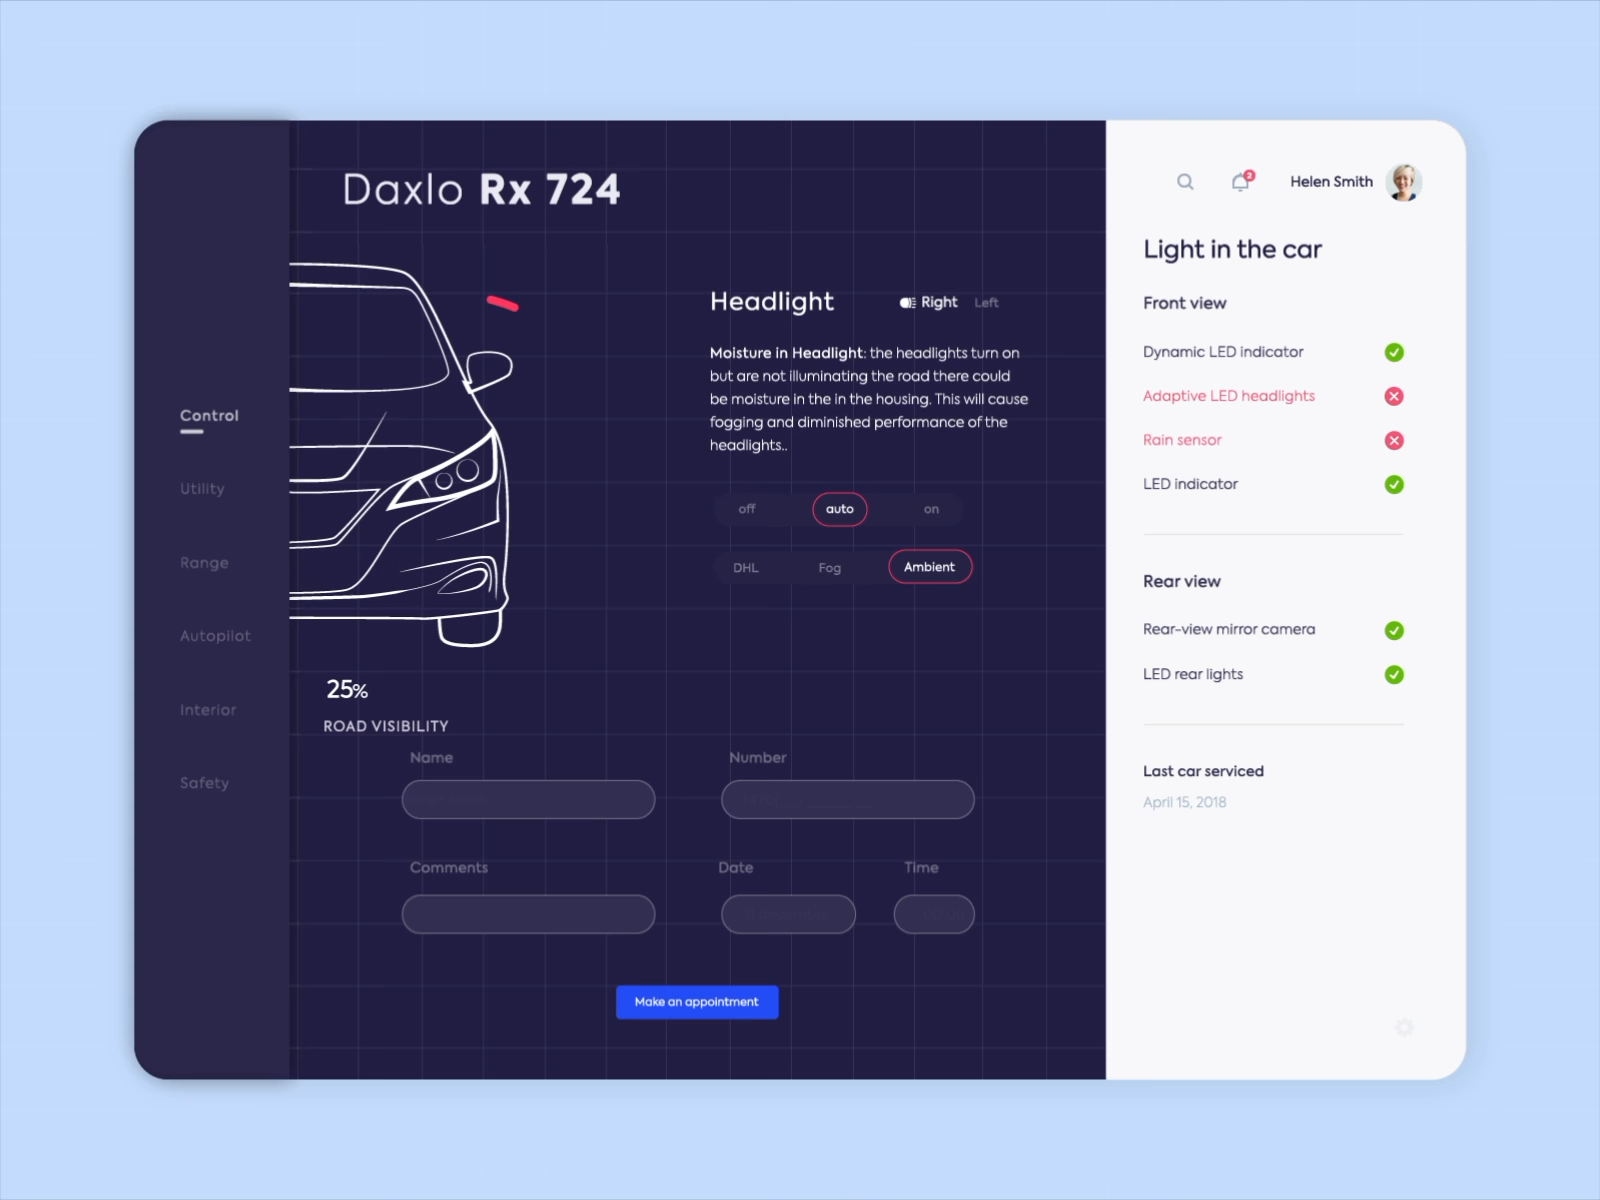 Daxlo Rx 724
Control
Utility
Range
Autopilot
Interior
Safety
Headlight
Right Left
Moisture in Headlight: the headlights turn on
but are not illuminating the road there could
be moisture in the in the housing. This will cause
fogging and diminished performance of the
headlights..
off auto on
DHL Fog Ambient
25%
ROAD VISIBILITY
Name Number
Comments Date Time
Make an appointment
2
Helen Smith
Light in the car
Front view
Dynamic LED indicator
Adaptive LED headlights
Rain sensor
LED indicator
Rear view
Rear-view mirror camera
LED rear lights
Last car serviced
April 15, 2018